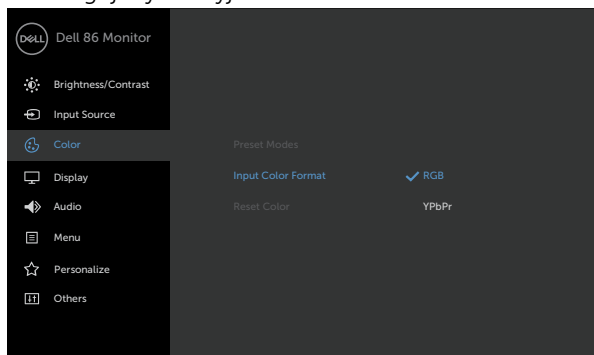 DELL
Dell 86 Monitor
Brightness/Contrast
Input Source
Color
Preset Modes
Display
Input Color Format
RGB
Audio
Reset Color
YPbPr
Menu
Personalize
Others